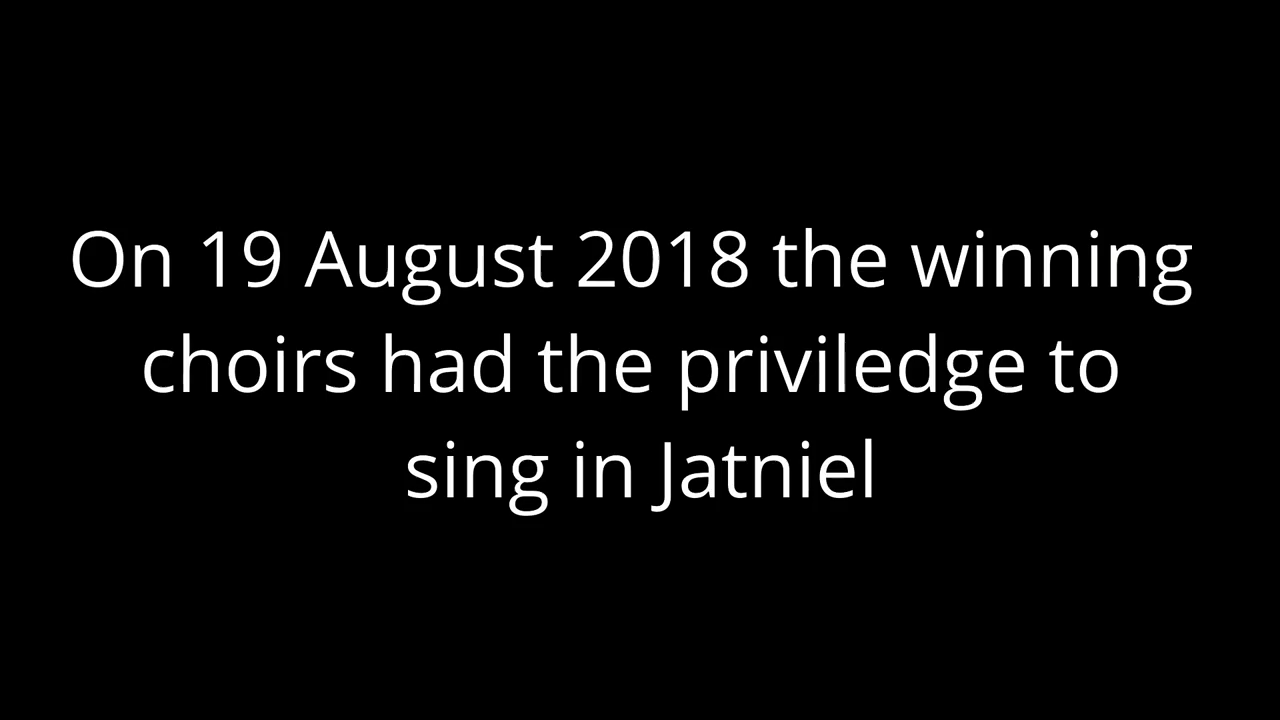 On 19 August 2018 the winning
choirs had the priviledge to
sing in Jatniel